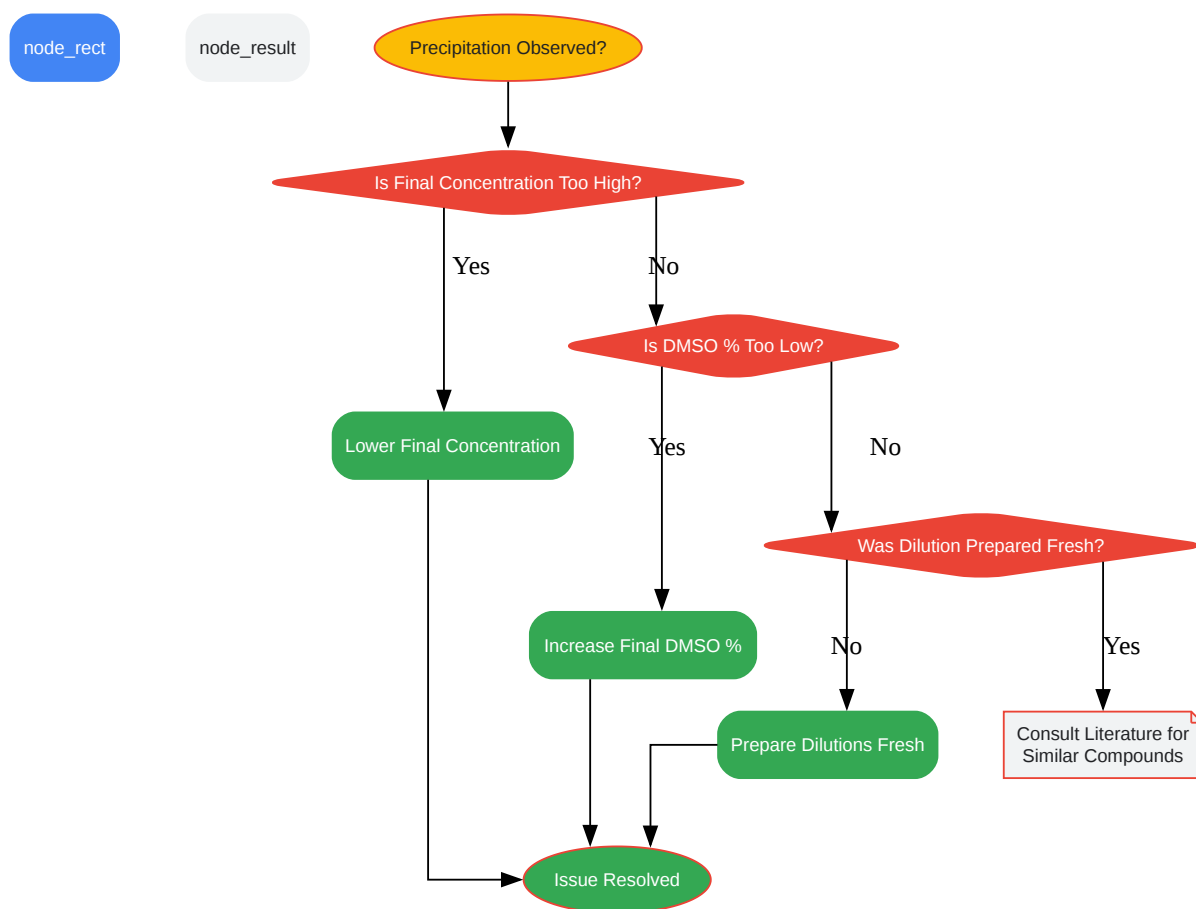 node_rect
node_result
Precipitation Observed?
Is Final Concentration Too High?
Yes
No
Is DMSO % Too Low?
Lower Final Concentration
Yes
No
Was Dilution Prepared Fresh?
Increase Final DMSO %
No
Yes
Prepare Dilutions Fresh
Consult Literature for
Similar Compounds
Issue Resolved